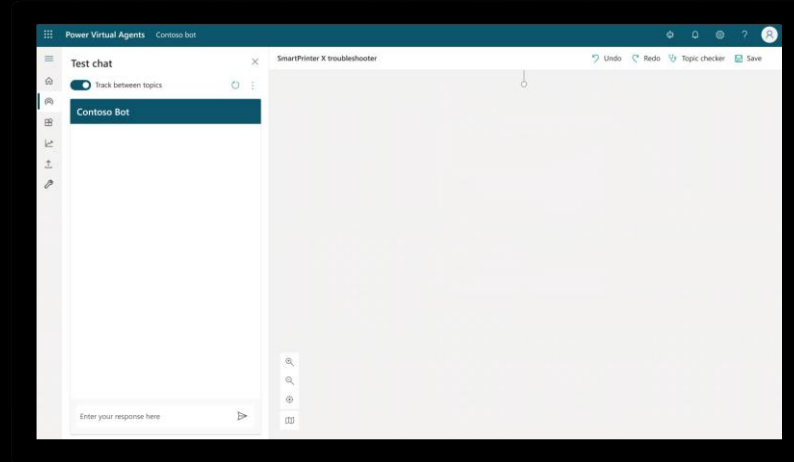 Power Virtual Agents Contoso bot
Test chat
SmartPrinter X troubleshooter
Undo Redo Topic checker Save
Track between topics
Contoso Bot
Enter your response here